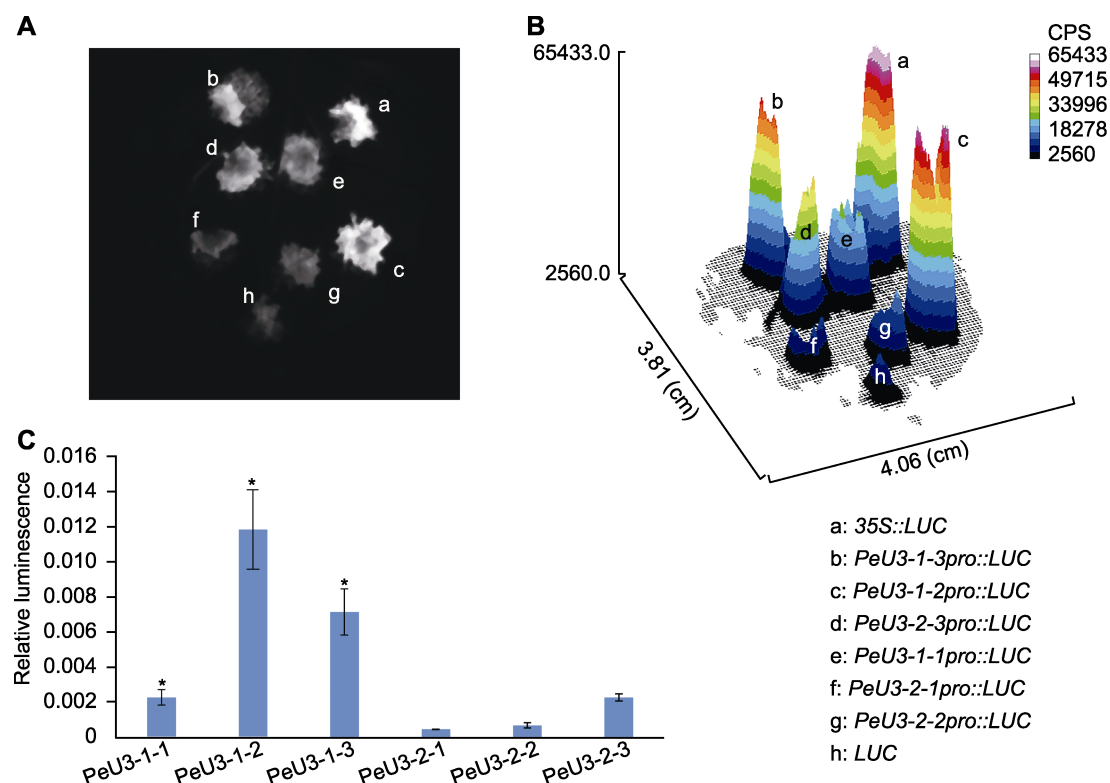 A
b
a
d
e
f
c
g
h
B
65433.0
2560.0
a
b
c
d
e
f
g
h
CPS
65433
49715
33996
18278
2560
3.81 (cm)
4.06 (cm)
C
Relative luminescence
0.016
0.014
0.012
0.010
0.008
0.006
0.004
0.002
0
*
*
*
PeU3-1-1
PeU3-1-2
PeU3-1-3
PeU3-2-1
PeU3-2-2
PeU3-2-3
a: 35S::LUC
b: PeU3-1-3pro::LUC
c: PeU3-1-2pro::LUC
d: PeU3-2-3pro::LUC
e: PeU3-1-1pro::LUC
f: PeU3-2-1pro::LUC
g: PeU3-2-2pro::LUC
h: LUC